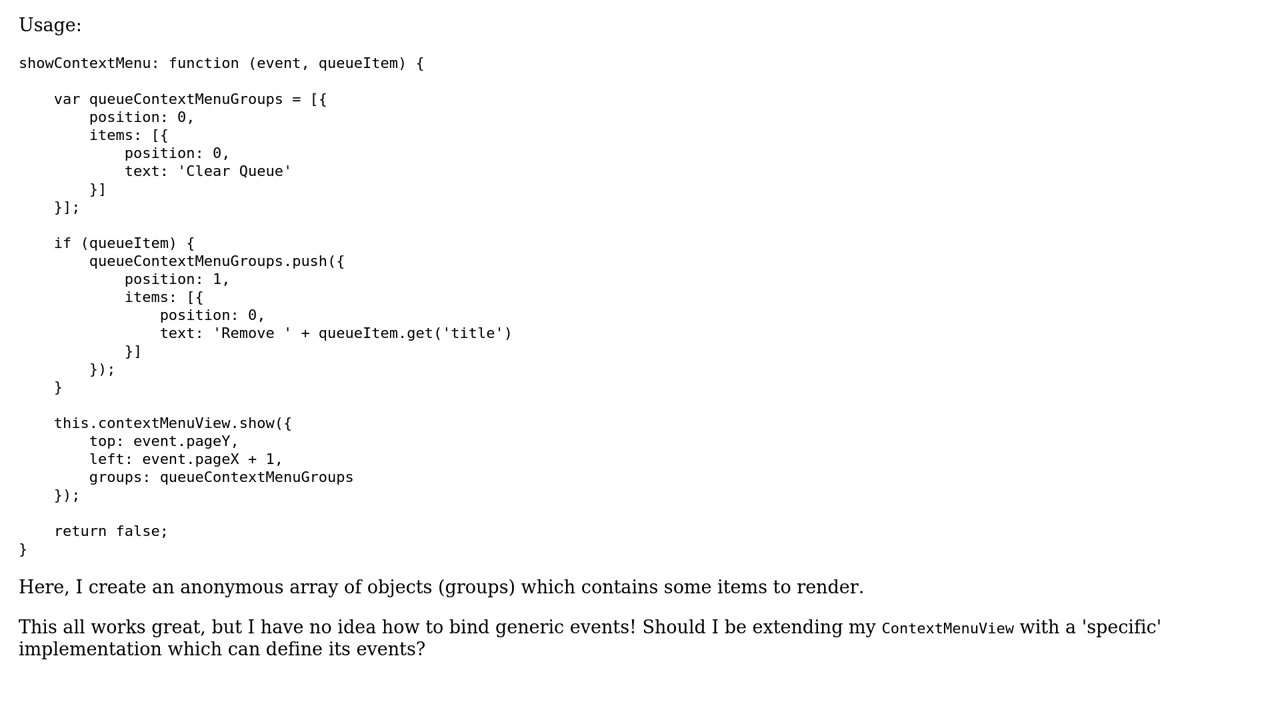 Usage:
showContextMenu: function (event, queueItem) {
    var queueContextMenuGroups = [{
        position: 0,
        items: [{
            position: 0,
            text: 'Clear Queue'
        }]
    }];
    if (queueItem) {
        queueContextMenuGroups.push({
            position: 1,
            items: [{
                position: 0,
                text: 'Remove ' + queueItem.get('title')
            }]
        });
    }
    this.contextMenuView.show({
        top: event.pageY,
        left: event.pageX + 1,
        groups: queueContextMenuGroups
    });
    return false;
}
Here, I create an anonymous array of objects (groups) which contains some items to render.
This all works great, but I have no idea how to bind generic events! Should I be extending my ContextMenuView with a 'specific'
implementation which can define its events?